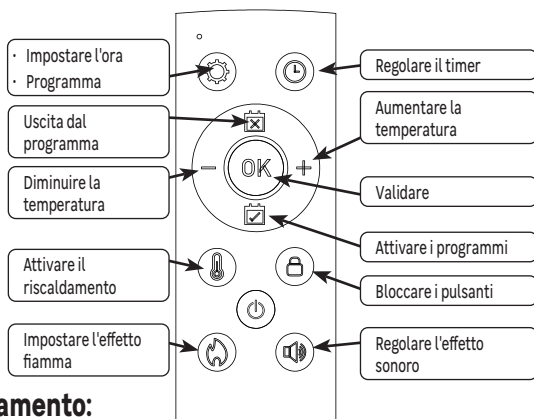 · Impostare l'ora
· Programma
Regolare il timer
Uscita dal
programma
Aumentare la
temperatura
Diminuire la
temperatura
OK
Validare
Attivare i programmi
Attivare il
riscaldamento
Bloccare i pulsanti
Impostare l'effetto
fiamma
Regolare l'effetto
sonoro
amento: